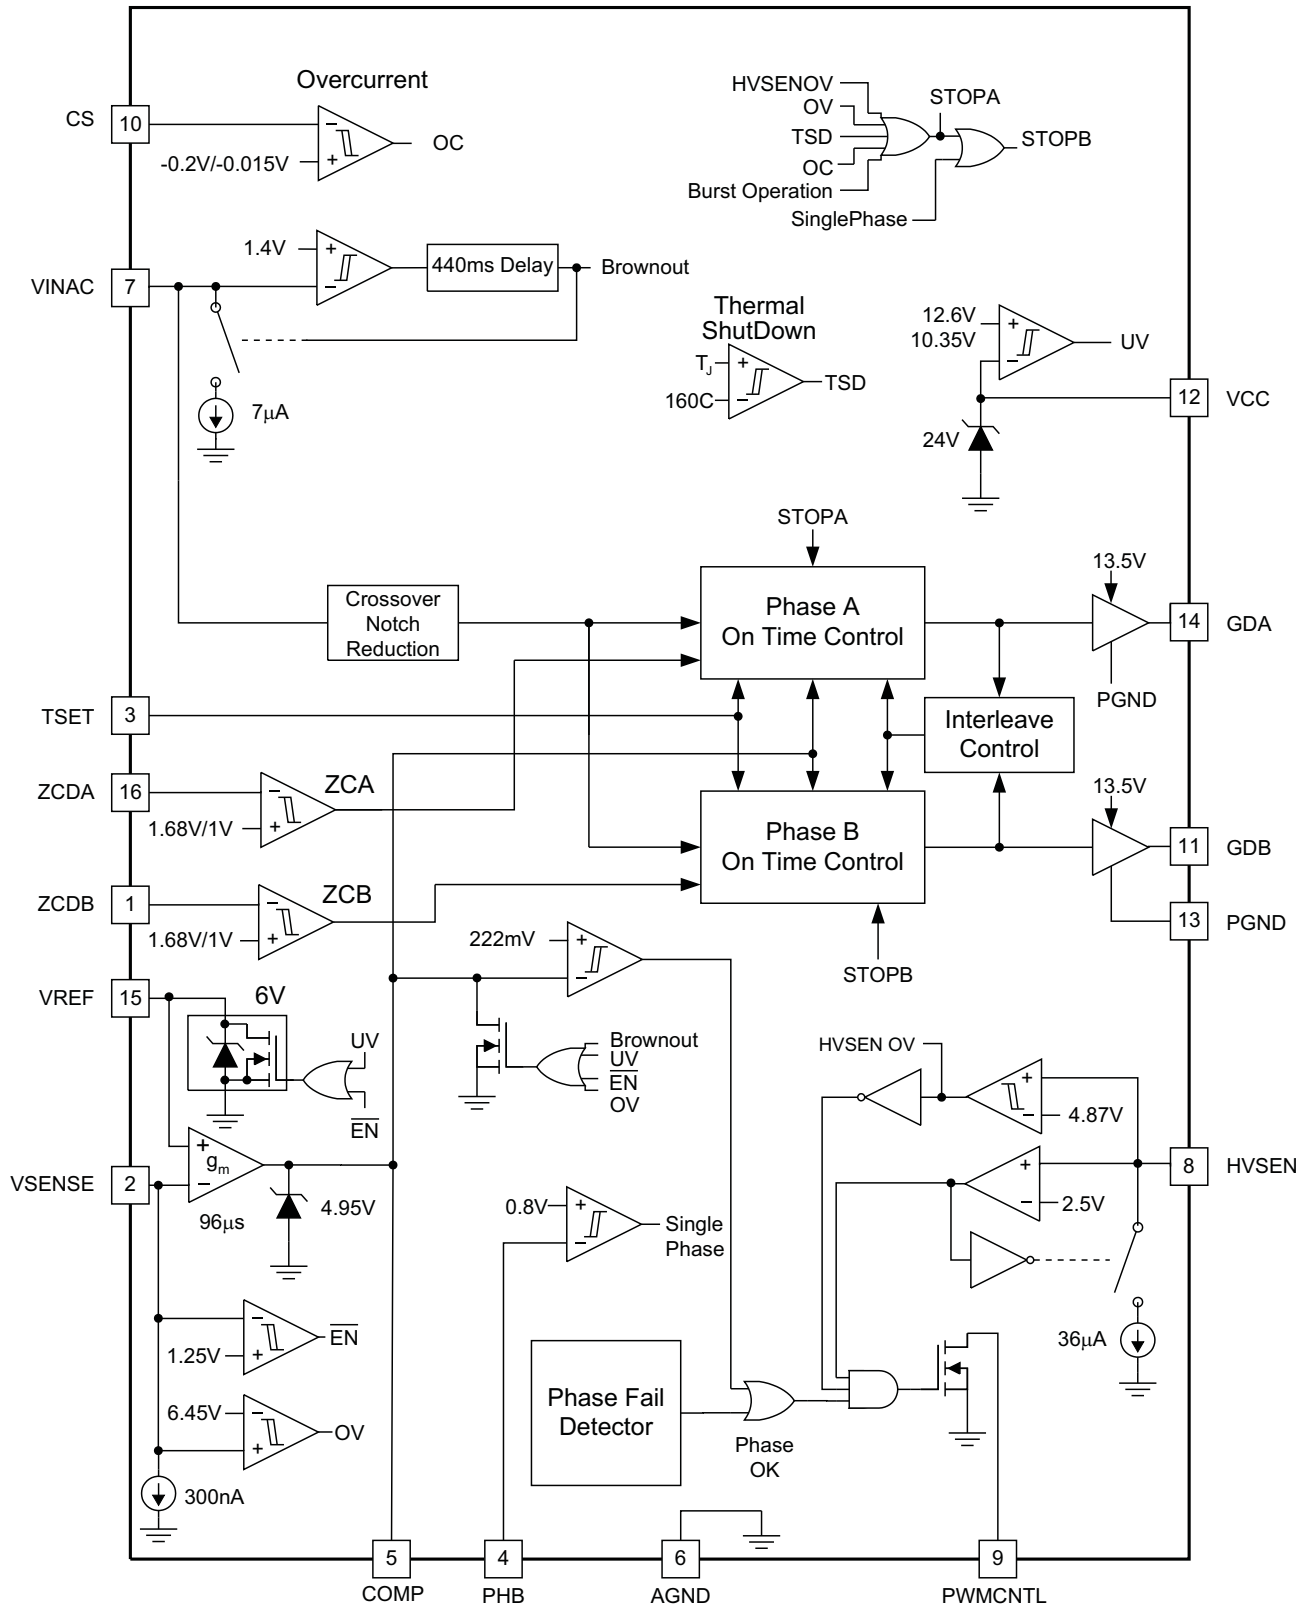 Overcurrent
CS
10
−
+
-0.2V/-0.015V
OC
HVSENOV
OV
TSD
OC
Burst Operation
SinglePhase
STOPA
STOPB
VINAC
7
1.4V
+
−
440ms Delay
Brownout
7μA
Thermal
ShutDown
TJ
+
160C
−
TSD
12.6V
10.35V
+
−
UV
12
VCC
24V
STOPA
Crossover
Notch
Reduction
Phase A
On Time Control
13.5V
14
GDA
PGND
TSET
3
Interleave
Control
ZCDA
16
−
+
1.68V/1V
ZCA
Phase B
On Time Control
13.5V
11
GDB
ZCDB
1
−
+
1.68V/1V
ZCB
13
PGND
STOPB
222mV
+
−
VREF
15
6V
UV
EN
Brownout
UV
EN
OV
HVSEN OV
+
−
4.87V
VSENSE
2
+
gm
−
96μs
4.95V
8
HVSEN
+
−
2.5V
0.8V
+
−
Single
Phase
36μA
−
+
1.25V
EN
6.45V
−
+
OV
300nA
Phase Fail
Detector
Phase
OK
5
COMP
4
PHB
6
AGND
9
PWMCNTL